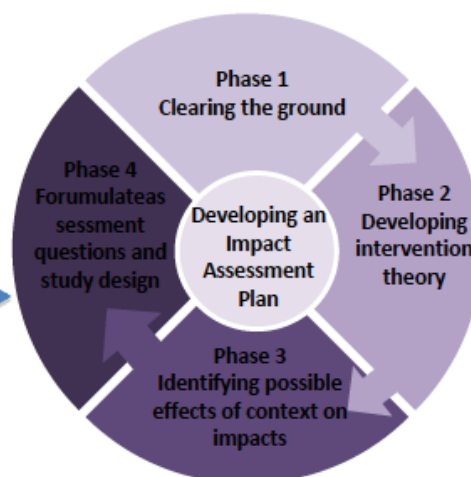 Phase 1
Clearing the ground
Phase 2
Developing
intervention
theory
Phase 3
Identifying possible
effects of context on
impacts
Phase 4
Forumulateas
sessment
questions and
study design
Developing an
Impact
Assessment
Plan